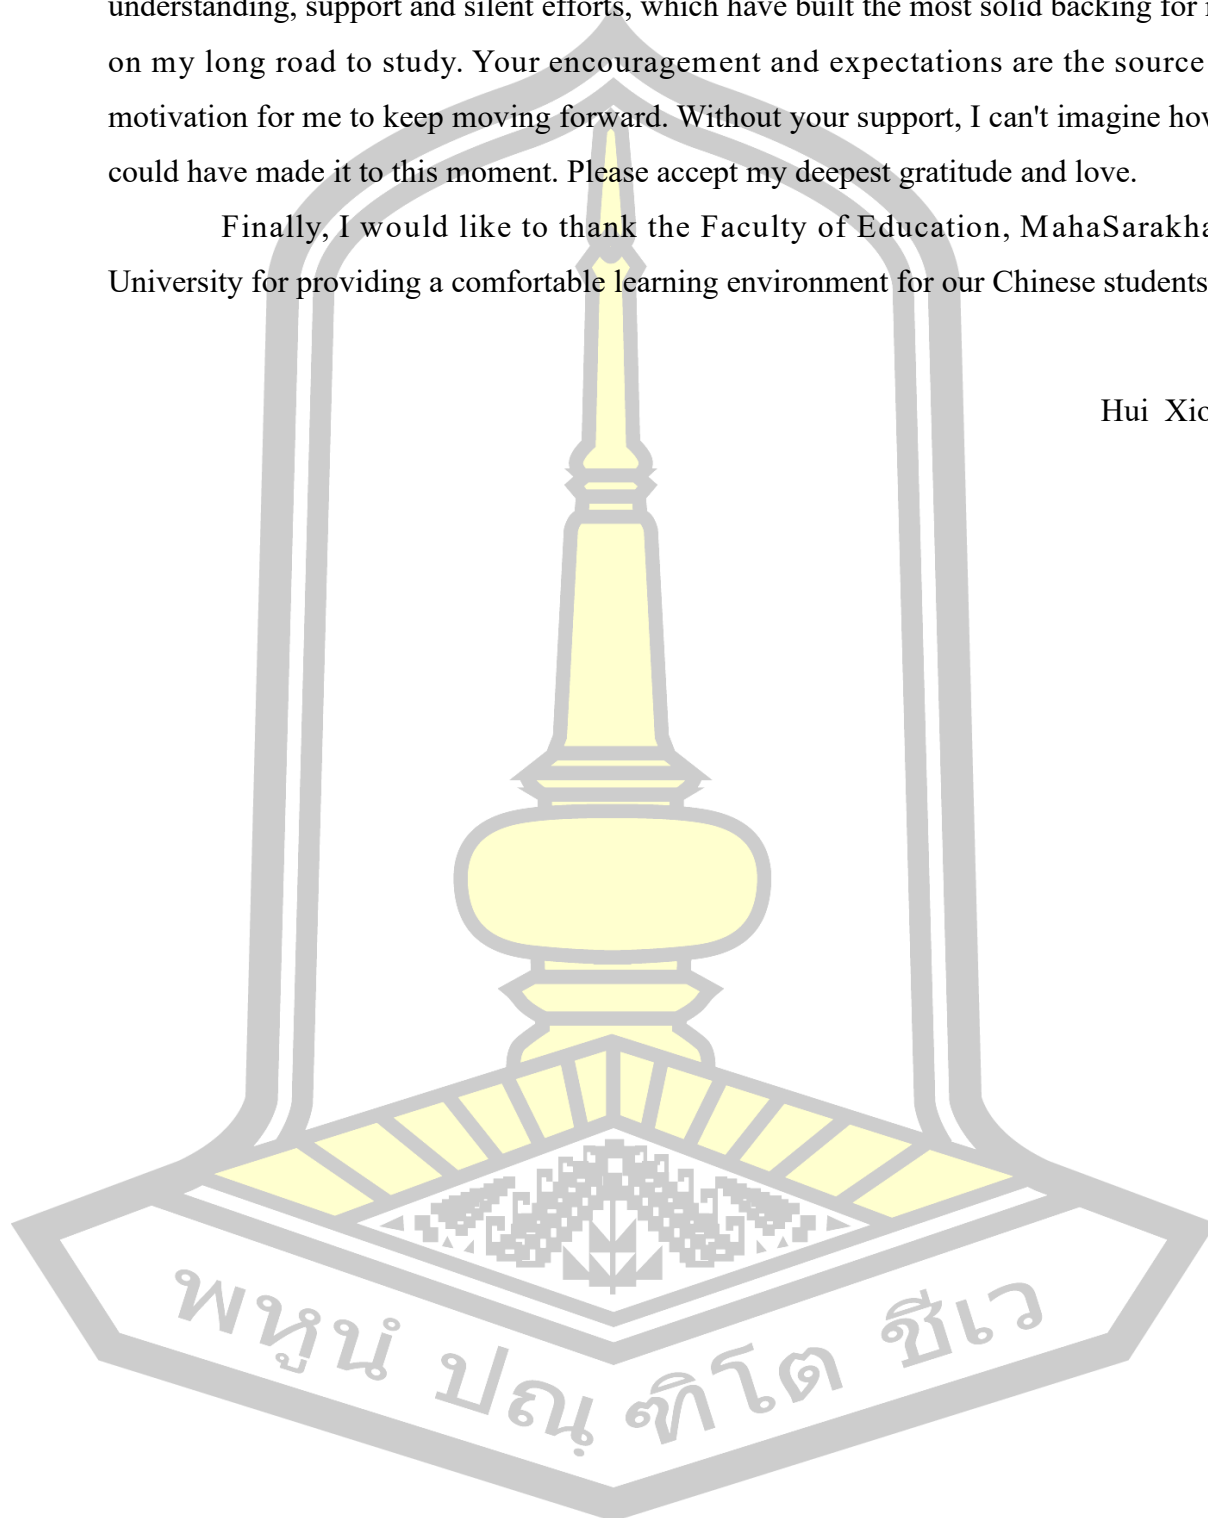 understanding, support and silent efforts, which have built the most solid backing for
on my long road to study. Your encouragement and expectations are the source
motivation for me to keep moving forward. Without your support, I can't imagine
could have made it to this moment. Please accept my deepest gratitude and love.
Finally, I would like to thank the Faculty of Education,
University for providing a comfortable learning environment for our Chinese students
Hui
พหูนํ ปณฺฑิโต ชีเว